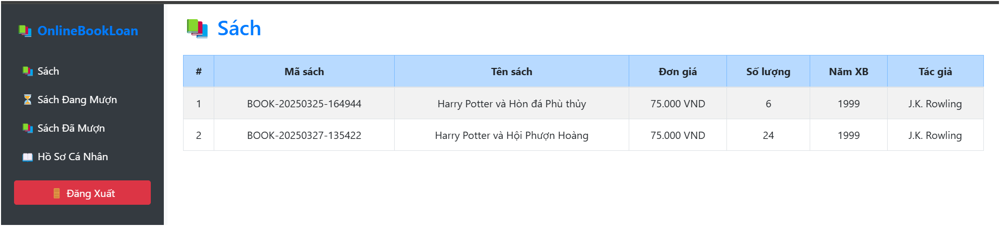 OnlineBookLoan
Sách
Sách Đang Mượn
Sách Đã Mượn
Hồ Sơ Cá Nhân
Đăng Xuất
Sách
# Mã sách Tên sách Đơn giá Số lượng Năm XB Tác giả
1 BOOK-20250325-164944 Harry Potter và Hòn đá Phù thủy 75.000 VND 6 1999 J.K. Rowling
2 BOOK-20250327-135422 Harry Potter và Hội Phượn Hoàng 75.000 VND 24 1999 J.K. Rowling